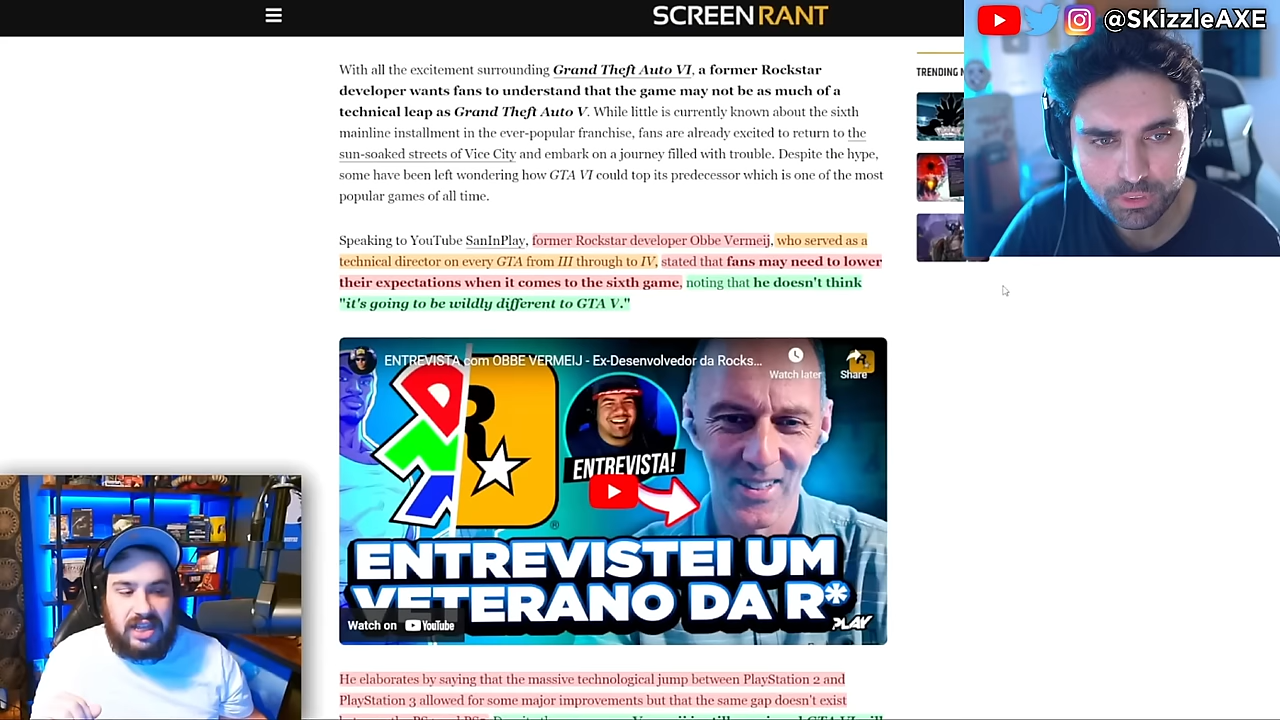 SCREENRANT
@SKizzleAXE
TRENDING
With all the excitement surrounding Grand Theft Auto VI, a former Rockstar
developer wants fans to understand that the game may not be as much of a
technical leap as Grand Theft Auto V. While little is currently known about the sixth
mainline installment in the ever-popular franchise, fans are already excited to return to the
sun-soaked streets of Vice City and embark on a journey filled with trouble. Despite the hype,
some have been left wondering how GTA VI could top its predecessor which is one of the most
popular games of all time.
Speaking to YouTube SanInPlay, former Rockstar developer Obbe Vermeij, who served as a
technical director on every GTA from III through to IV, stated that fans may need to lower
their expectations when it comes to the sixth game, noting that he doesn't think
"it's going to be wildly different to GTA V."
ENTREVISTA com OBBE VERMEIJ - Ex-Desenvolvedor da Rocks...
Watch later
Share
ENTREVISTA!
ENTREVISTEI UM
VETERANO DA R*
PLAY
Watch on YouTube
He elaborates by saying that the massive technological jump between PlayStation 2 and
PlayStation 3 allowed for some major improvements but that the same gap doesn't exist